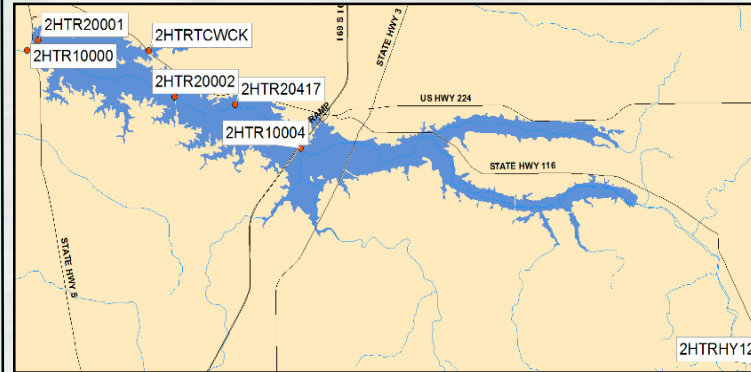 2HTR20001
2HTRTCWCK
2HTR10000
2HTR20002
2HTR20417
2HTR10004
I 69 S I 6
STATE HWY 3
RAMP
US HWY 224
STATE HWY 116
STATE HWY 5
2HTRHY12